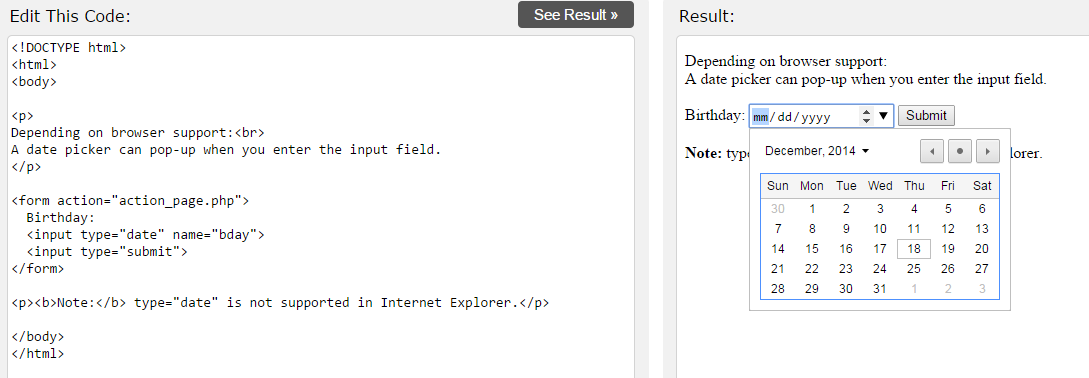 Edit This Code:
See Result »
<!DOCTYPE html>
<html>
<body>
<p>
Depending on browser support:<br>
A date picker can pop-up when you enter the input field.
</p>
<form action="action_page.php">
Birthday:
<input type="date" name="bday">
<input type="submit">
</form>
<p><b>Note:</b> type="date" is not supported in Internet Explorer.</p>
</body>
</html>
Result:
Depending on browser support:
A date picker can pop-up when you enter the input field.
Birthday: mm/dd/yyyy Submit
Note: type lorer.
December, 2014
Sun Mon Tue Wed Thu Fri Sat
30 1 2 3 4 5 6
7 8 9 10 11 12 13
14 15 16 17 18 19 20
21 22 23 24 25 26 27
28 29 30 31 1 2 3